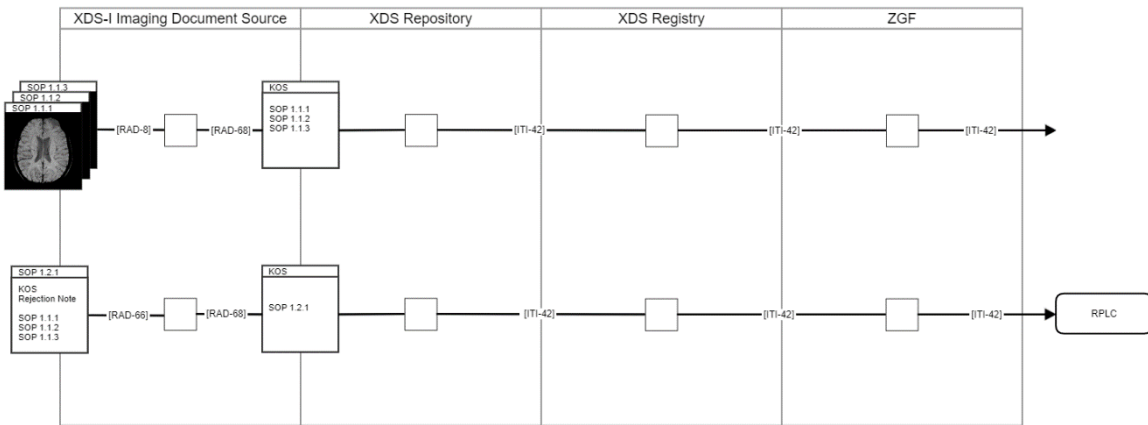 XDS-I Imaging Document Source
XDS Repository
XDS Registry
ZGF
SOP 1.1.3
SOP 1.1.2
SOP 1.1.1
[RAD-8]
[RAD-68]
KOS
SOP 1.1.1
SOP 1.1.2
SOP 1.1.3
[ITI-42]
[ITI-42]
[ITI-42]
SOP 1.2.1
KOS
Rejection Note
SOP 1.1.1
SOP 1.1.2
SOP 1.1.3
[RAD-66]
[RAD-68]
KOS
SOP 1.2.1
[ITI-42]
[ITI-42]
[ITI-42]
RPLC